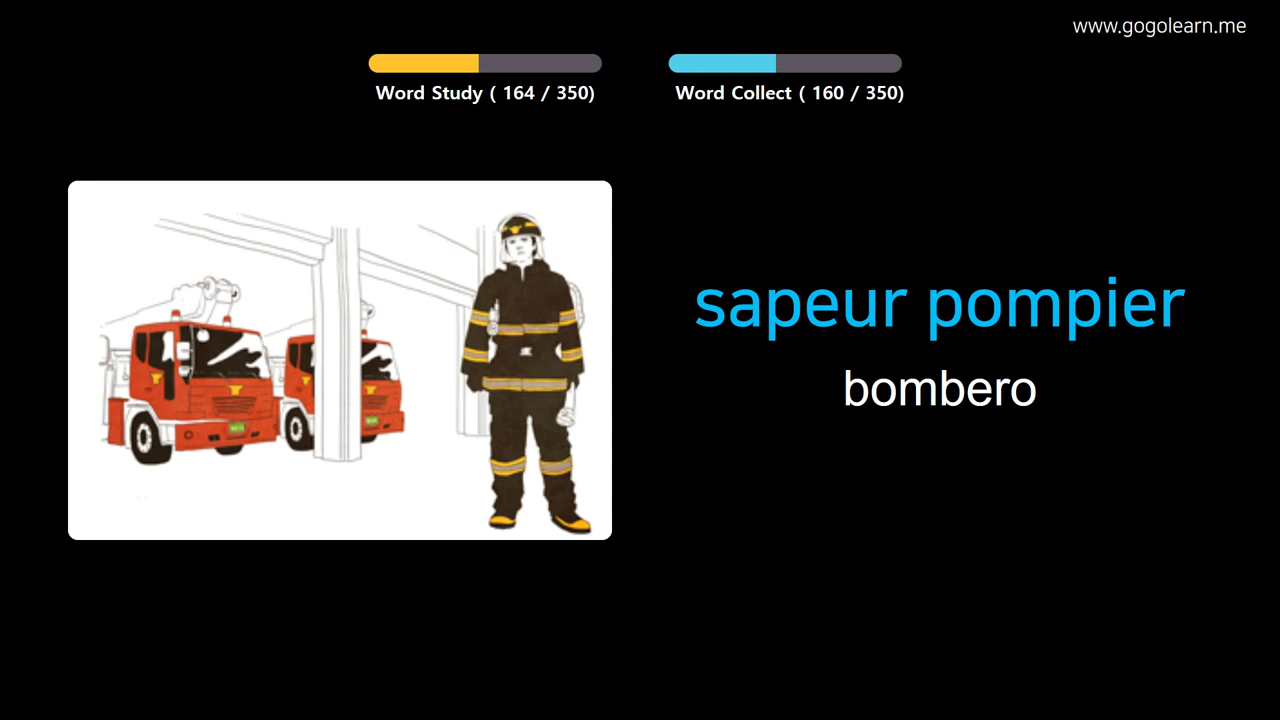 www.gogolearn.me
Word Study ( 164 / 350)
Word Collect ( 160 / 350)
sapeur pompier
bombero